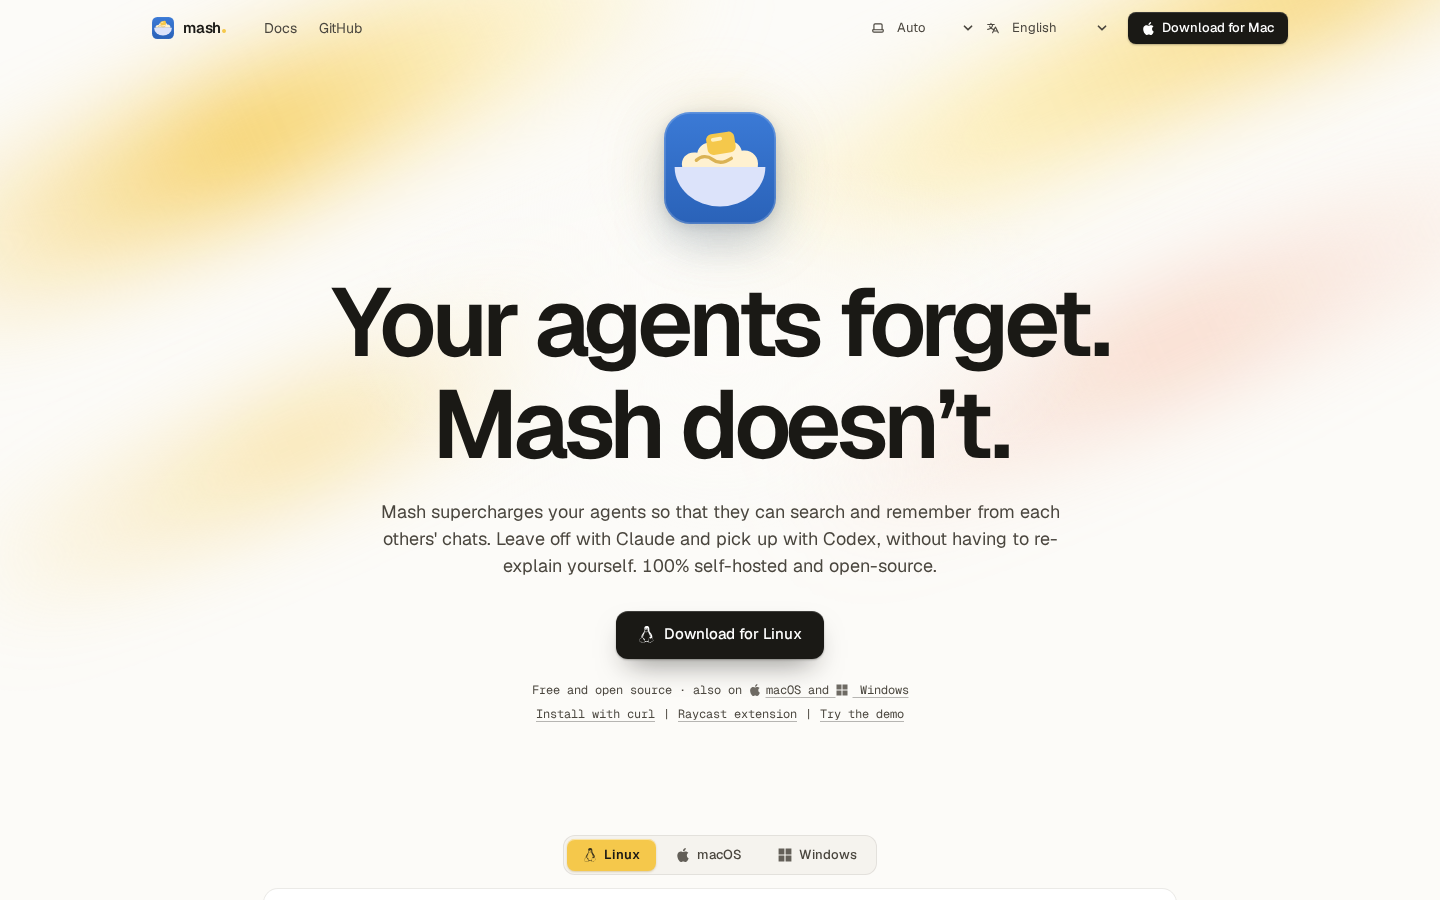 mash.
Docs
GitHub
Auto
English
Download for Mac
Your agents forget.
Mash doesn’t.
Mash supercharges your agents so that they can search and remember from each
others' chats. Leave off with Claude and pick up with Codex, without having to re-
explain yourself. 100% self-hosted and open-source.
Download for Linux
Free and open source · also on macOS and Windows
Install with curl | Raycast extension | Try the demo
Linux
macOS
Windows